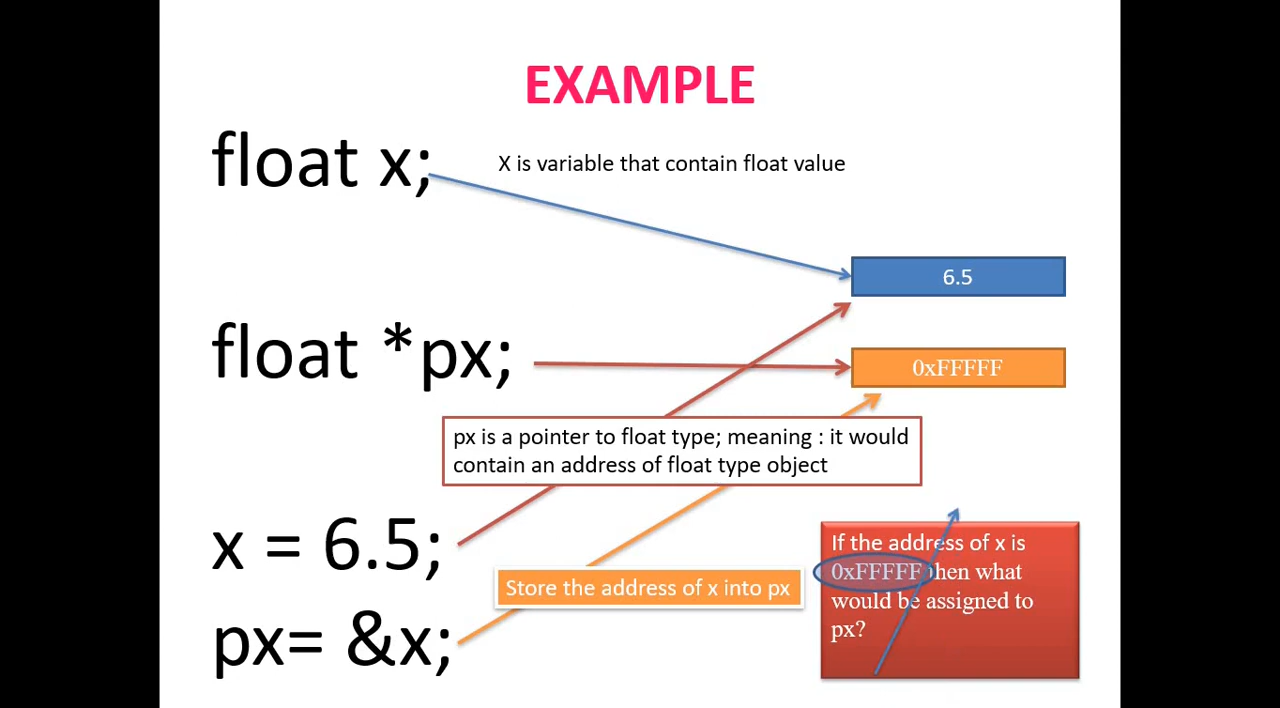 EXAMPLE
float x;
X is variable that contain float value
6.5
float *px;
0xFFFFF
px is a pointer to float type; meaning : it would
contain an address of float type object
x = 6.5;
Store the address of x into px
px= &x;
If the address of x is
0xFFFFF then what
would be assigned to
px?